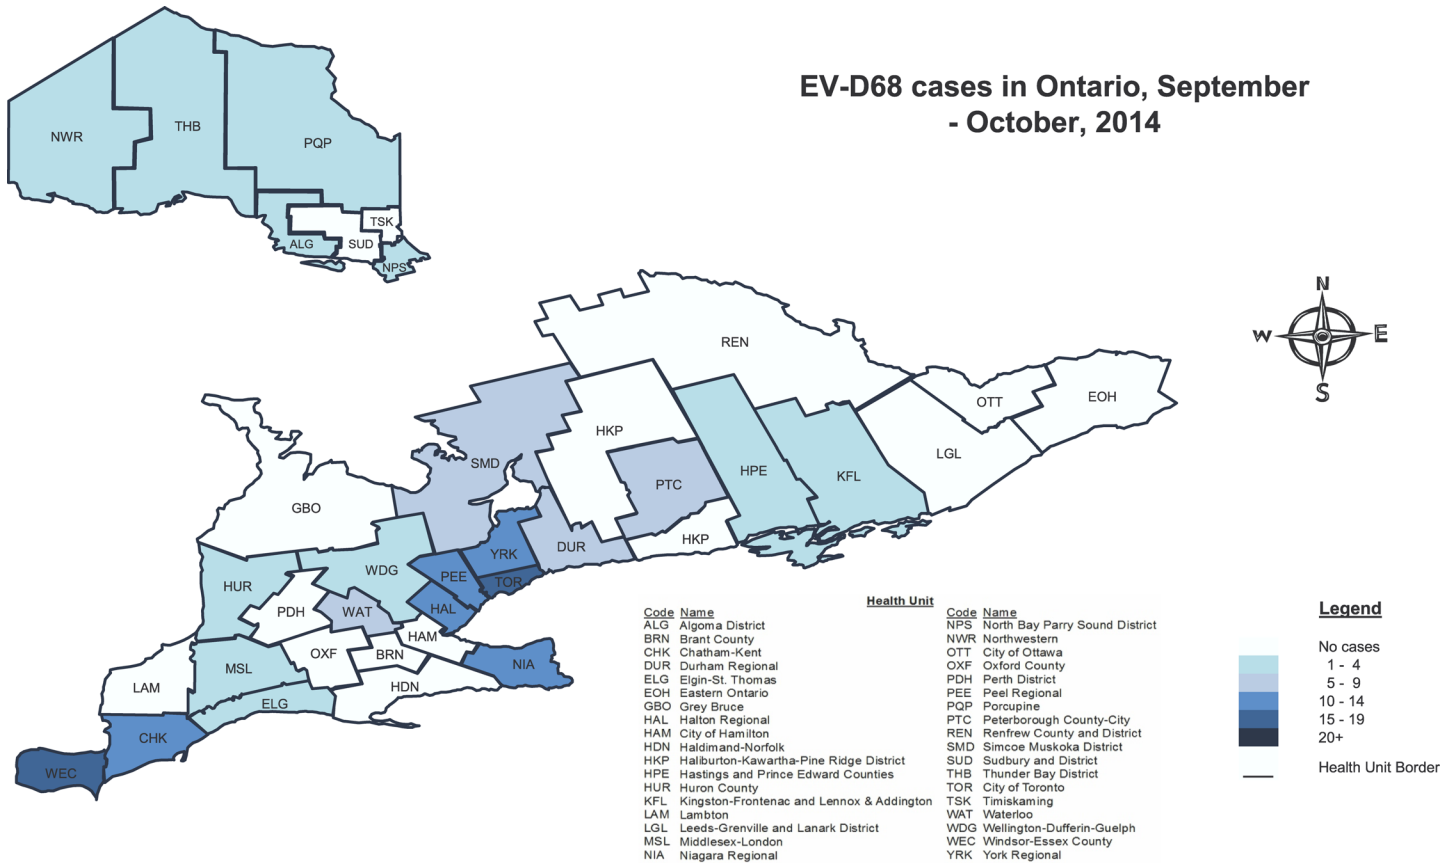 EV-D68 cases in Ontario, September
- October, 2014
NWR
THB
PQP
TSK
ALG
SUD
NPS
N
W
E
S
REN
OTT
EOH
HKP
LGL
SMD
HPE
KFL
PTC
GBO
HKP
DUR
YRK
WDG
PEE
TOR
HUR
HAL
PDH
WAT
HAM
OXF
BRN
NIA
MSL
LAM
HDN
ELG
CHK
WEC
Health Unit
Code Name
ALG Algoma District
BRN Brant County
CHK Chatham-Kent
DUR Durham Regional
ELG Elgin-St. Thomas
EOH Eastern Ontario
GBO Grey Bruce
HAL Halton Regional
HAM City of Hamilton
HDN Haldimand-Norfolk
HKP Haliburton-Kawartha-Pine Ridge District
HPE Hastings and Prince Edward Counties
HUR Huron County
KFL Kingston-Frontenac and Lennox & Addington
LAM Lambton
LGL Leeds-Grenville and Lanark District
MSL Middlesex-London
NIA Niagara Regional
Code Name
NPS North Bay Parry Sound District
NWR Northwestern
OTT City of Ottawa
OXF Oxford County
PDH Perth District
PEE Peel Regional
PQP Porcupine
PTC Peterborough County-City
REN Renfrew County and District
SMD Simcoe Muskoka District
SUD Sudbury and District
THB Thunder Bay District
TOR City of Toronto
TSK Timiskaming
WAT Waterloo
WDG Wellington-Dufferin-Guelph
WEC Windsor-Essex County
YRK York Regional
Legend
No cases
1 - 4
5 - 9
10 - 14
15 - 19
20+
Health Unit Border